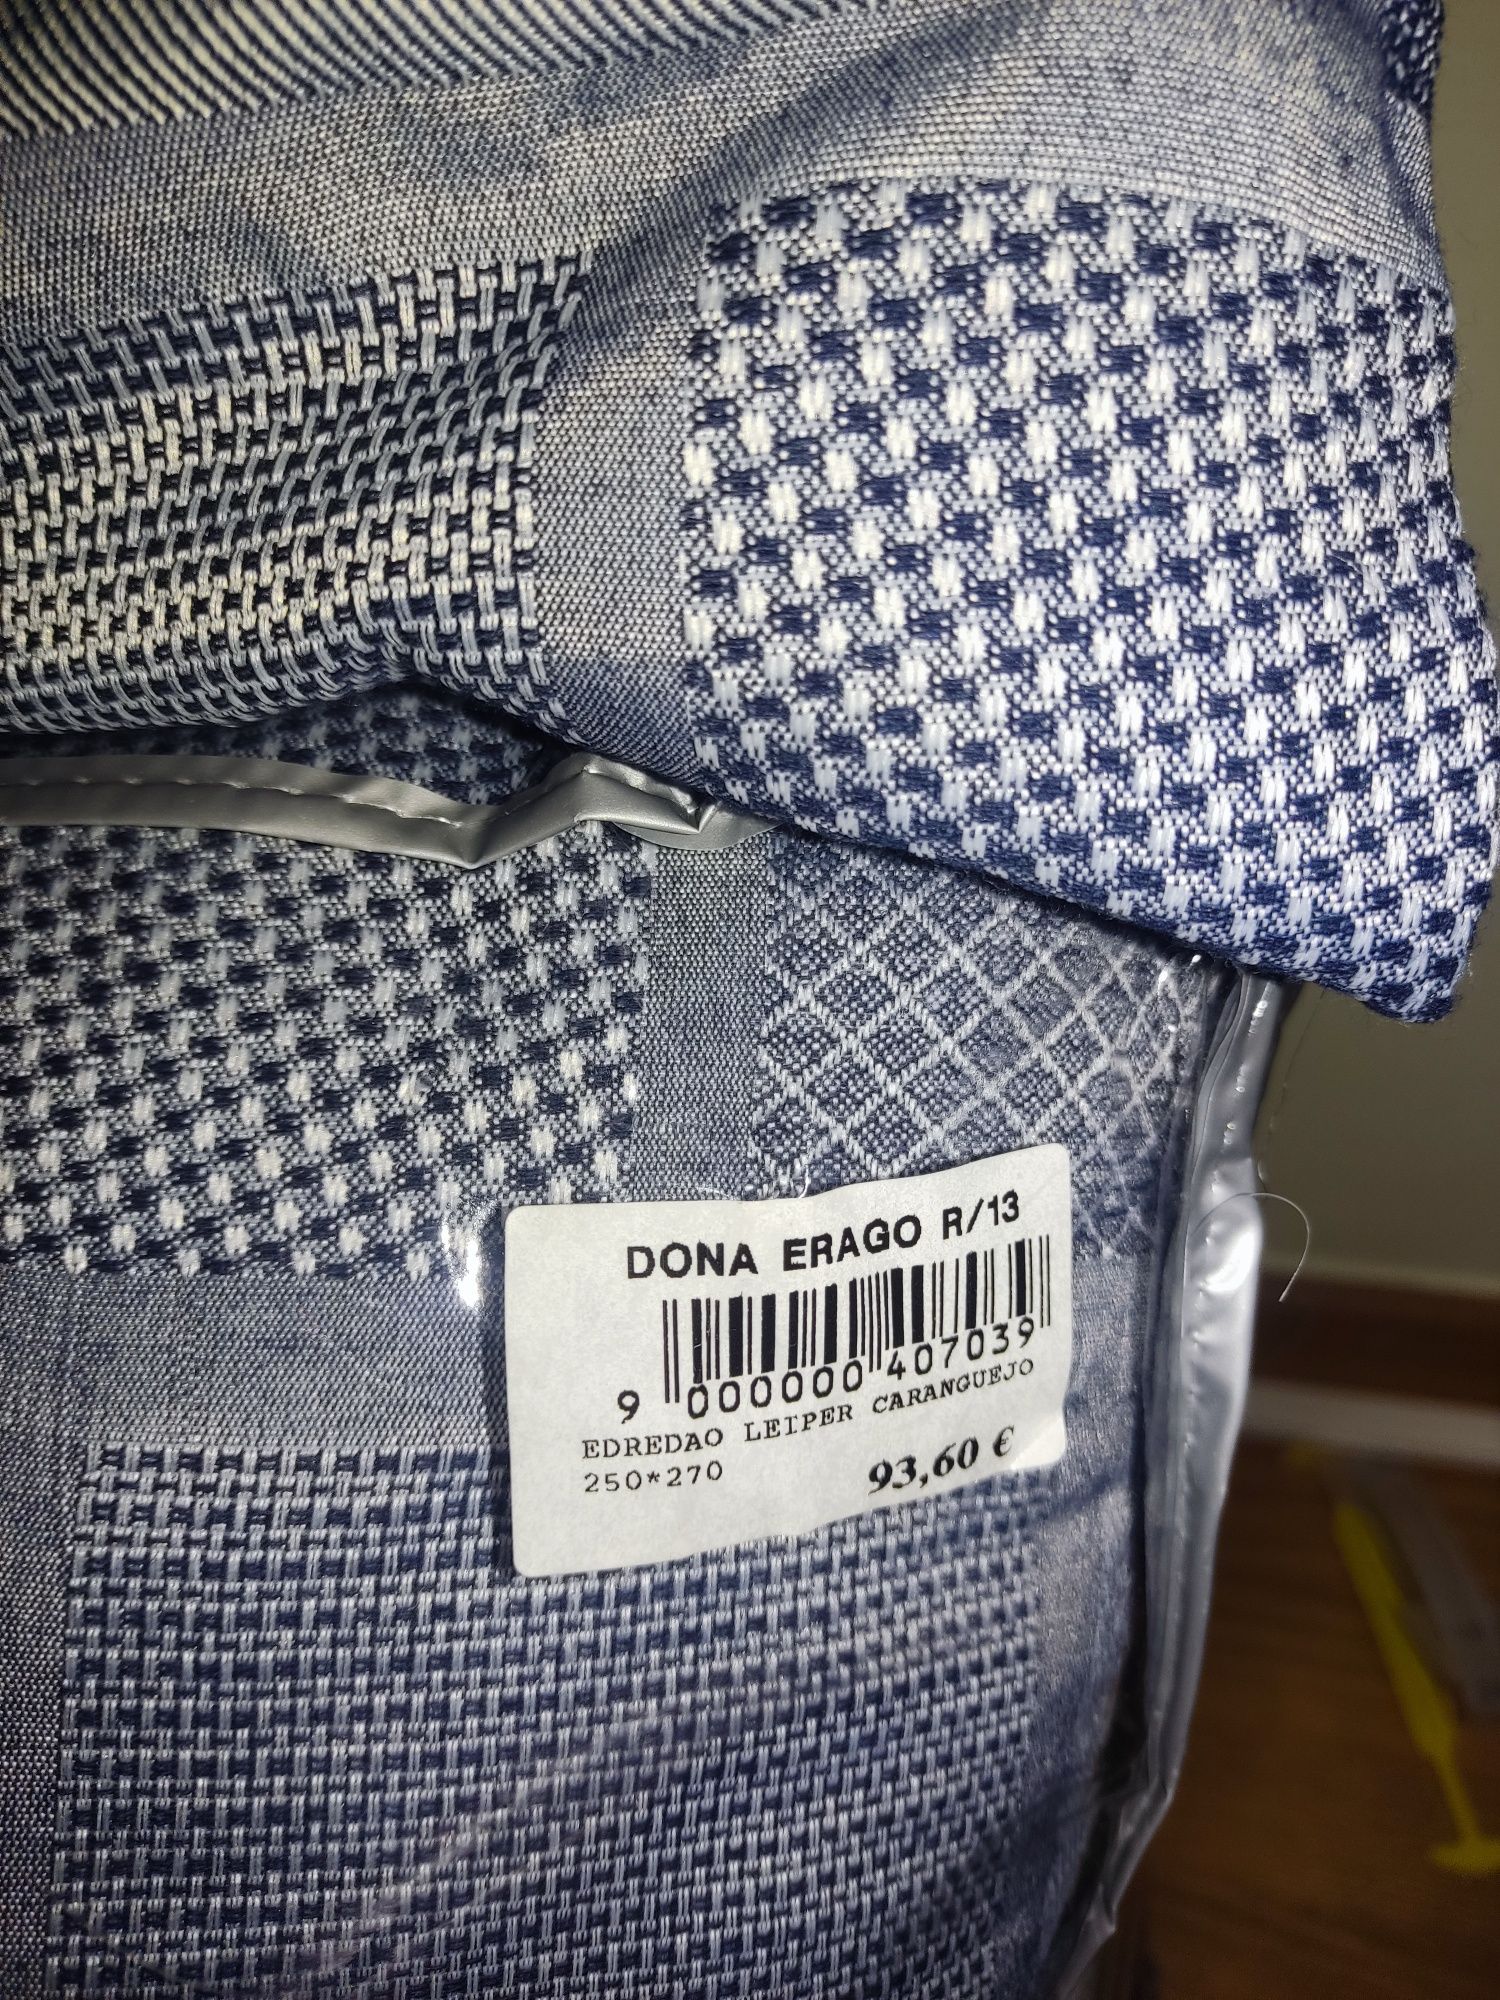 DONA ERAGO R/13
9 000000 407039
EDREDAO LEIPER CARANGUEJO
250*270
93,60 €